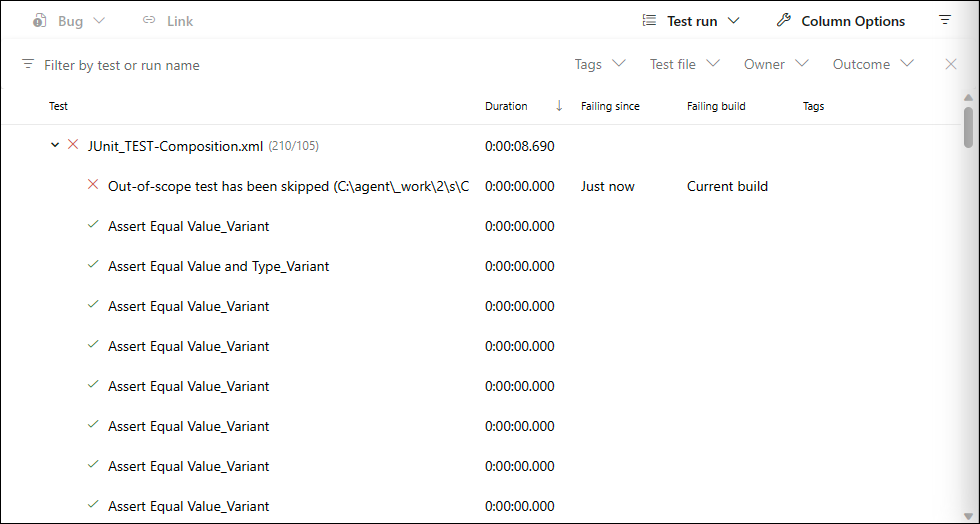 Bug Link Test run Column Options
Filter by test or run name Tags Test file Owner Outcome
Test Duration Failing since Failing build Tags
JUnit_TEST-Composition.xml (210/105) 0:00:08.690
Out-of-scope test has been skipped (C:\agent\_work\2\s\C 0:00:00.000 Just now Current build
Assert Equal Value_Variant 0:00:00.000
Assert Equal Value and Type_Variant 0:00:00.000
Assert Equal Value_Variant 0:00:00.000
Assert Equal Value_Variant 0:00:00.000
Assert Equal Value_Variant 0:00:00.000
Assert Equal Value_Variant 0:00:00.000
Assert Equal Value_Variant 0:00:00.000
Assert Equal Value_Variant 0:00:00.000